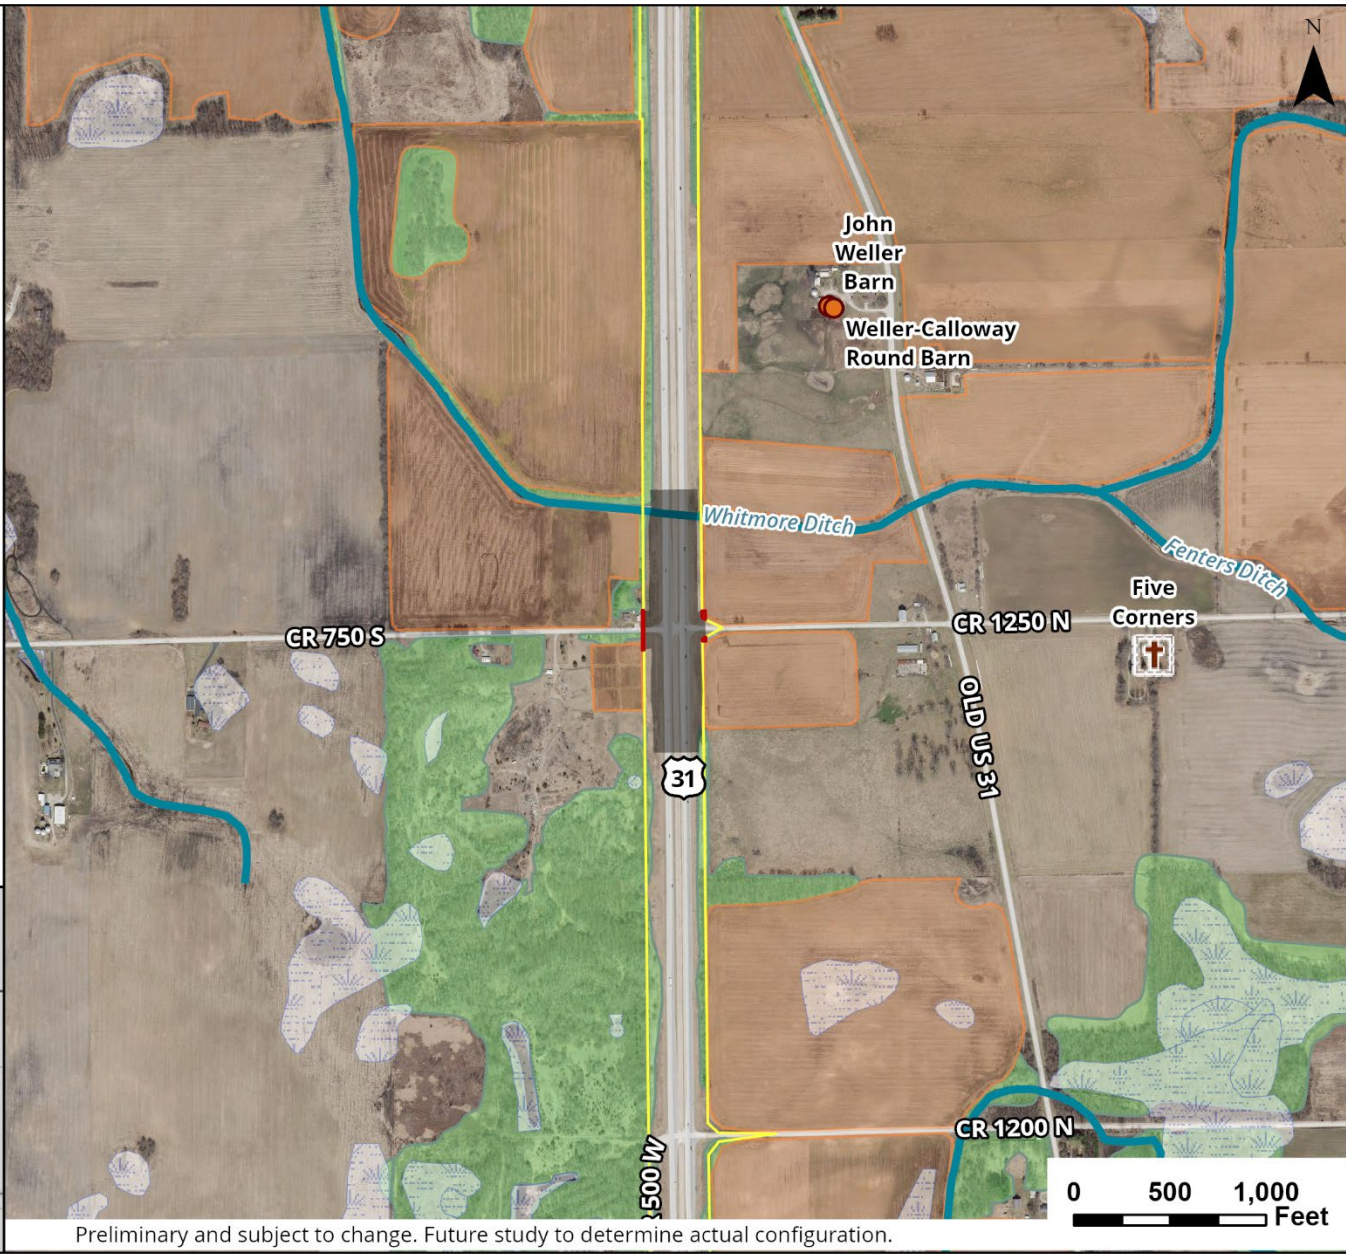 N
John
Weller
Barn
Weller-Calloway
Round Barn
Whitmore Ditch
Fenters Ditch
Five
Corners
CR 750 S
CR 1250 N
OLD US 31
31
CR 1200 N
500 W
0 500 1,000
Feet
Preliminary and subject to change. Future study to determine actual configuration.